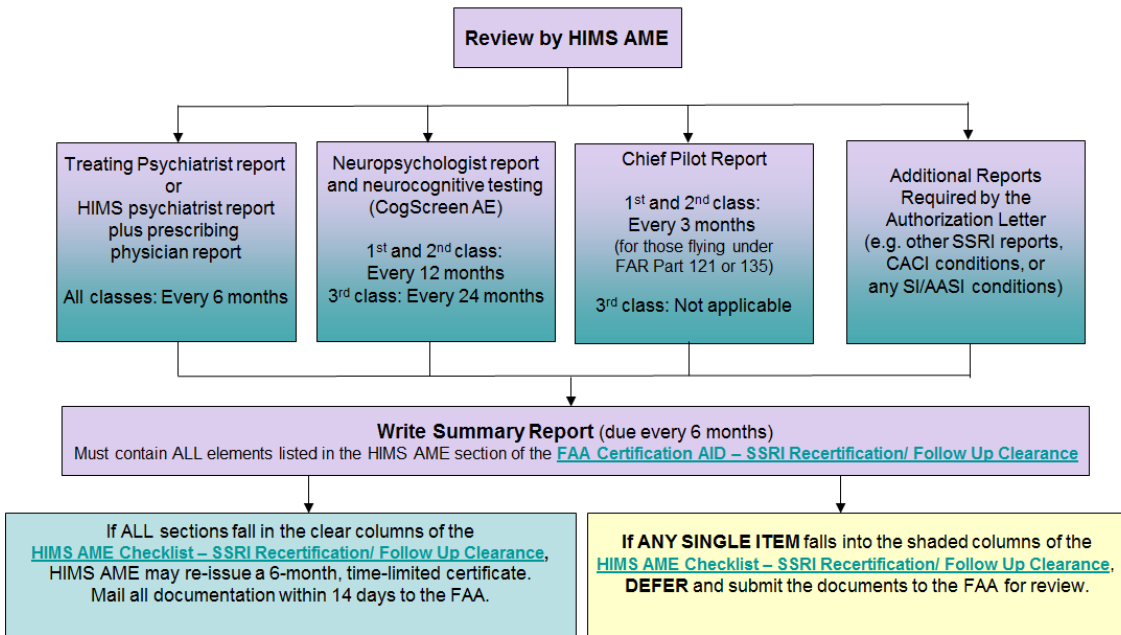 Review by HIMS AME
Treating Psychiatrist report
or
HIMS psychiatrist report
plus prescribing
physician report
All classes: Every 6 months
Neuropsychologist report
and neurocognitive testing
(CogScreen AE)
1st and 2nd class:
Every 12 months
3rd class: Every 24 months
Chief Pilot Report
1st and 2nd class:
Every 3 months
(for those flying under
FAR Part 121 or 135)
3rd class: Not applicable
Additional Reports
Required by the
Authorization Letter
(e.g. other SSRI reports,
CACI conditions, or
any SI/AASI conditions)
Write Summary Report (due every 6 months)
Must contain ALL elements listed in the HIMS AME section of the FAA Certification AID – SSRI Recertification/ Follow Up Clearance
If ALL sections fall in the clear columns of the
HIMS AME Checklist – SSRI Recertification/ Follow Up Clearance,
HIMS AME may re-issue a 6-month, time-limited certificate.
Mail all documentation within 14 days to the FAA.
If ANY SINGLE ITEM falls into the shaded columns of the
HIMS AME Checklist – SSRI Recertification/ Follow Up Clearance,
DEFER and submit the documents to the FAA for review.